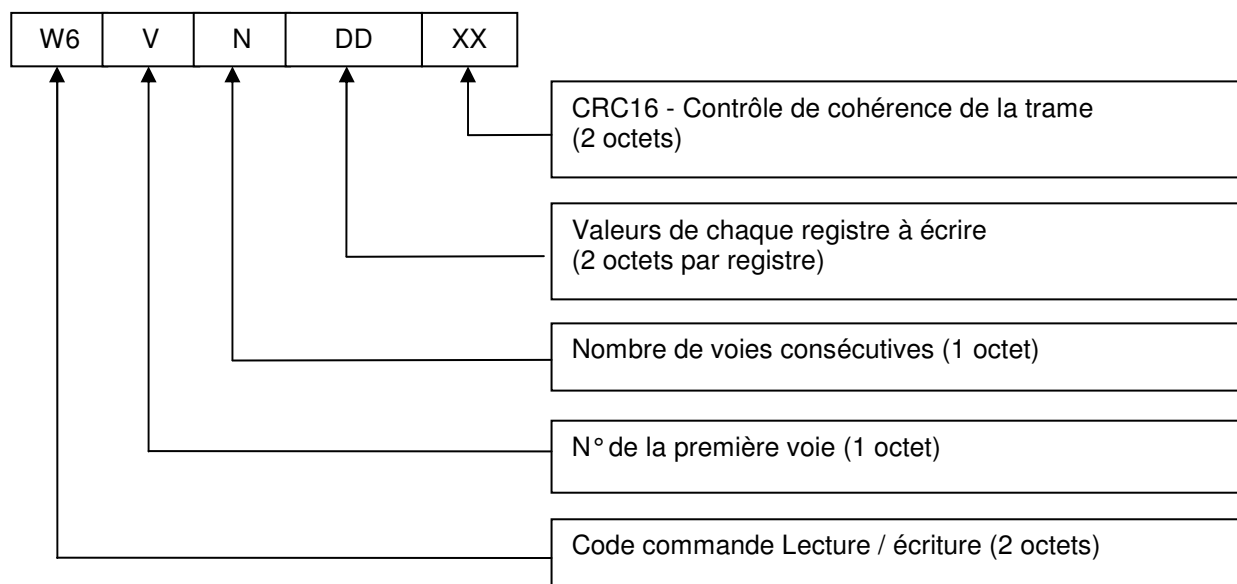 W6 V N DD XX
CRC16 - Contrôle de cohérence de la trame
(2 octets)
Valeurs de chaque registre à écrire
(2 octets par registre)
Nombre de voies consécutives (1 octet)
N° de la première voie (1 octet)
Code commande Lecture / écriture (2 octets)